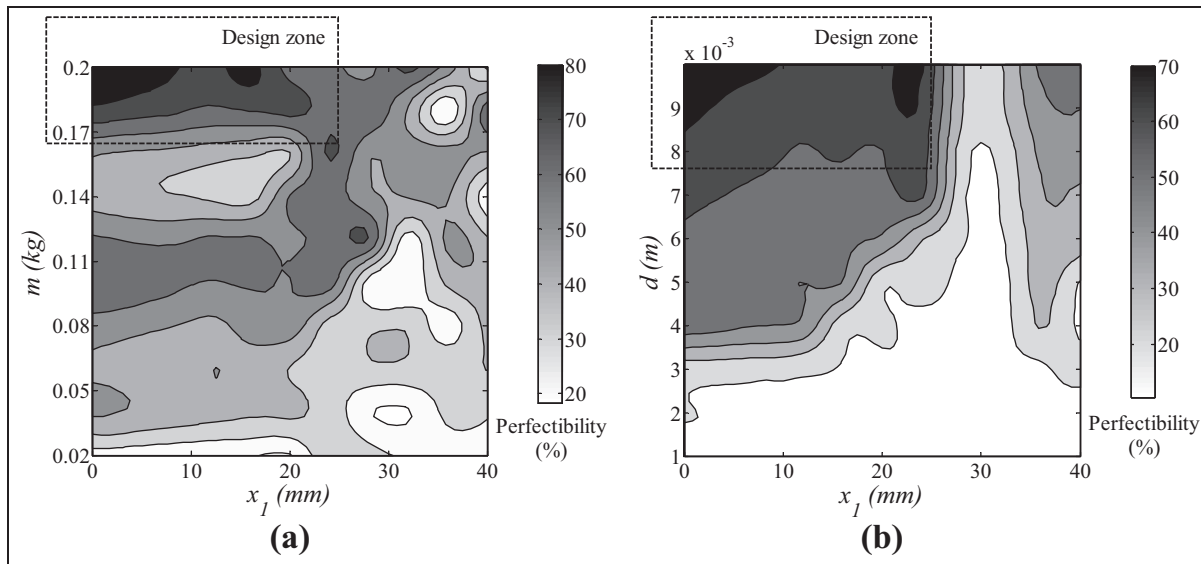 Design zone
0.2
0.17
0.14
0.11
0.08
0.05
0.02
m (kg)
0 10 20 30 40
x1 (mm)
80
70
60
50
40
30
20
Perfectibility
(%)
(a)
Design zone
x 10-3
9
8
7
6
5
4
3
2
1
d (m)
0 10 20 30 40
x1 (mm)
70
60
50
40
30
20
Perfectibility
(%)
(b)